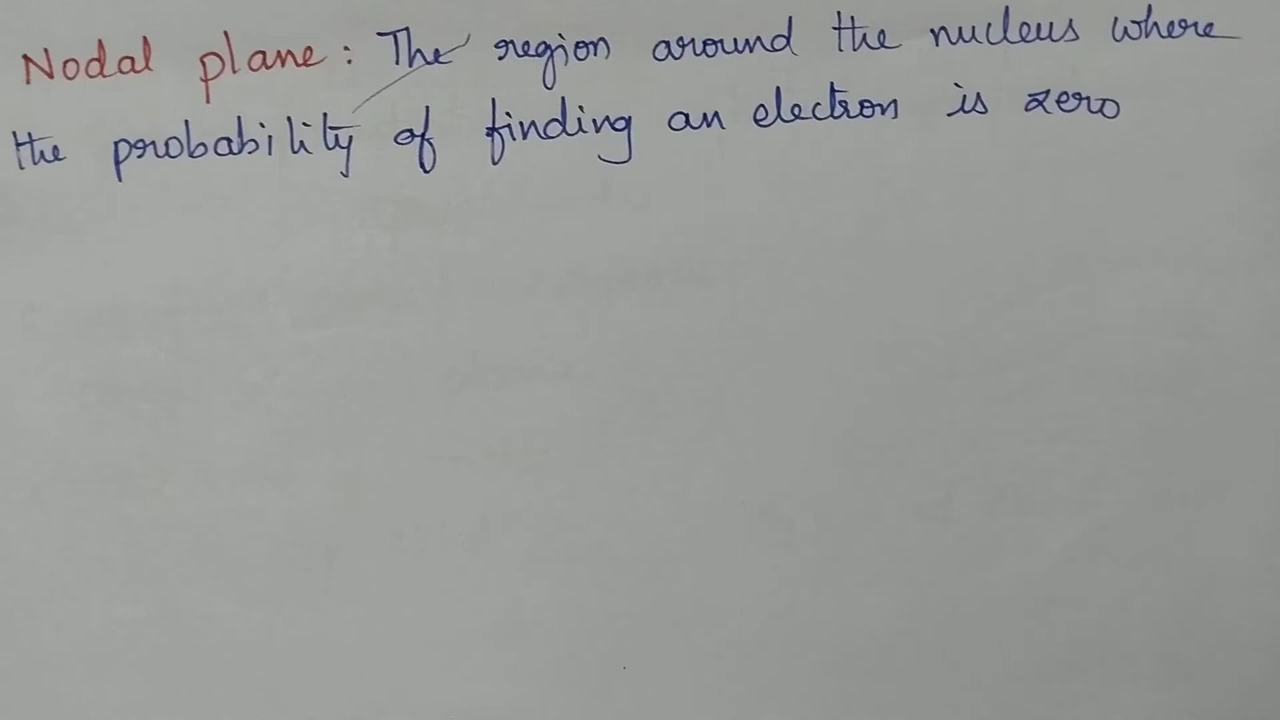 Nodal plane : The region around the nucleus where
the probability of finding an electron is zero